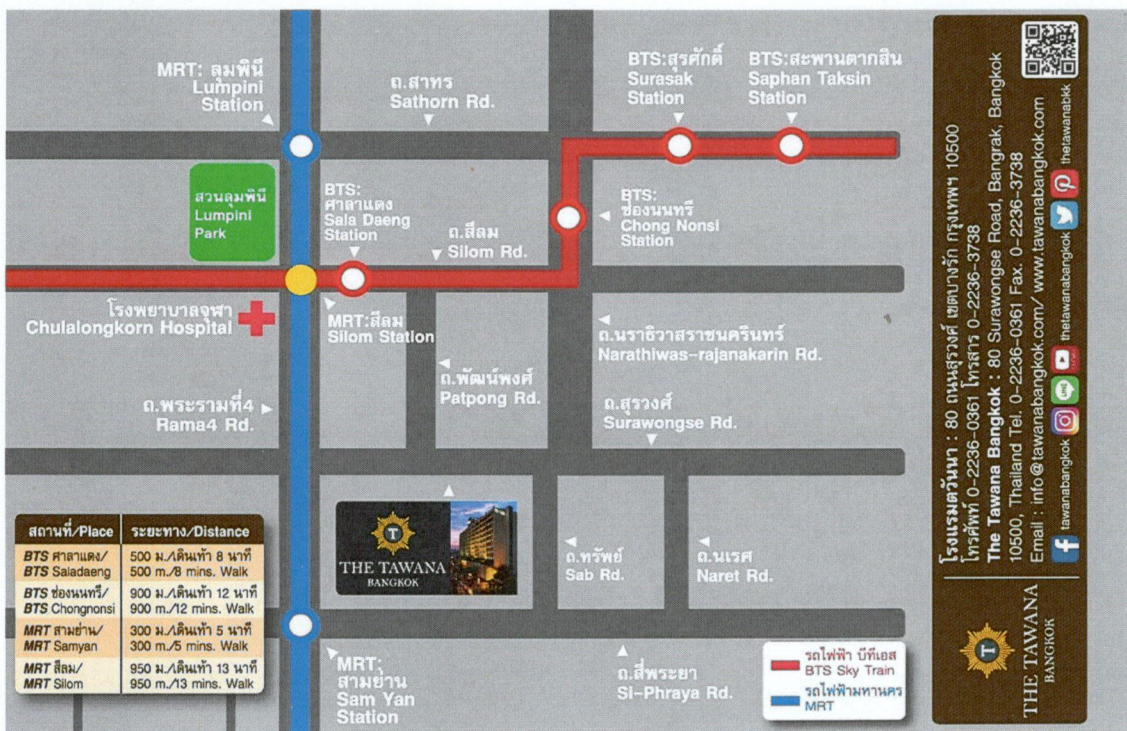 MRT: ลุมพินี
Lumpini
Station
ถ.สาทร
Sathorn Rd.
BTS:สุรศักดิ์
Surasak
Station
BTS:สะพานตากสิน
Saphan Taksin
Station
สวนลุมพินี
Lumpini
Park
BTS:
ศาลาแดง
Sala Daeng
Station
ถ.สีลม
Silom Rd.
BTS:
ช่องนนทรี
Chong Nonsi
Station
โรงพยาบาลจุฬา
Chulalongkorn Hospital
MRT:สีลม
Silom Station
ถ.นราธิวาสราชนครินทร์
Narathiwas-rajanakarin Rd.
ถ.พัฒน์พงศ์
Patpong Rd.
ถ.พระรามที่4
Rama4 Rd.
ถ.สุรวงศ์
Surawongse Rd.
T
THE TAWANA
BANGKOK
ถ.ทรัพย์
Sab Rd.
ถ.นเรศ
Naret Rd.
สถานที่/Place ระยะทาง/Distance
BTS ศาลาแดง/ 500 ม./เดินเท้า 8 นาที
BTS Saladaeng 500 m./8 mins. Walk
BTS ช่องนนทรี/ 900 ม./เดินเท้า 12 นาที
BTS Chongnonsi 900 m./12 mins. Walk
MRT สามย่าน/ 300 ม./เดินเท้า 5 นาที
MRT Samyan 300 m./5 mins. Walk
MRT สีลม/ 950 ม./เดินเท้า 13 นาที
MRT Silom 950 m./13 mins. Walk
MRT:
สามย่าน
Sam Yan
Station
ถ.สี่พระยา
Si-Phraya Rd.
รถไฟฟ้า บีทีเอส
BTS Sky Train
รถไฟฟ้ามหานคร
MRT
T
THE TAWANA
BANGKOK
โรงแรมตวันนา : 80 ถนนสุรวงศ์ เขตบางรัก กรุงเทพฯ 10500
โทรศัพท์ 0-2236-0361 โทรสาร 0-2236-3738
The Tawana Bangkok : 80 Surawongse Road, Bangrak, Bangkok
10500, Thailand Tel. 0-2236-0361 Fax. 0-2236-3738
Email : info@tawanabangkok.com/ www.tawanabangkok.com
tawanabangkok thetawanabangkok thetawanabkk